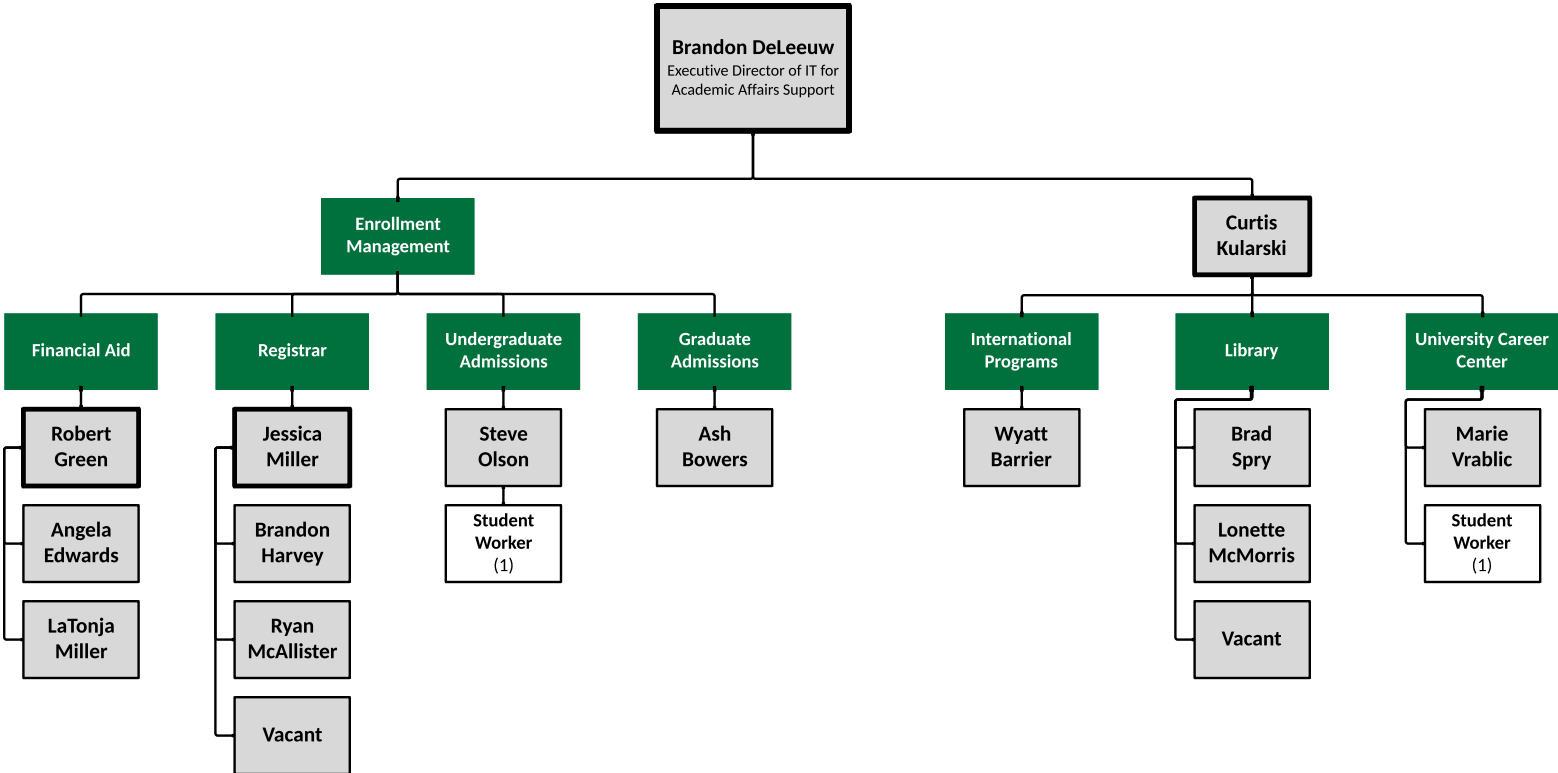 Brandon DeLeeuw
Executive Director of IT for
Academic Affairs Support
Enrollment
Management
Curtis
Kularski
Financial Aid
Registrar
Undergraduate
Admissions
Graduate
Admissions
International
Programs
Library
University Career
Center
Robert
Green
Jessica
Miller
Steve
Olson
Ash
Bowers
Wyatt
Barrier
Brad
Spry
Marie
Vrablic
Angela
Edwards
Brandon
Harvey
Student
Worker
(1)
Lonette
McMorris
Student
Worker
(1)
LaTonja
Miller
Ryan
McAllister
Vacant
Vacant